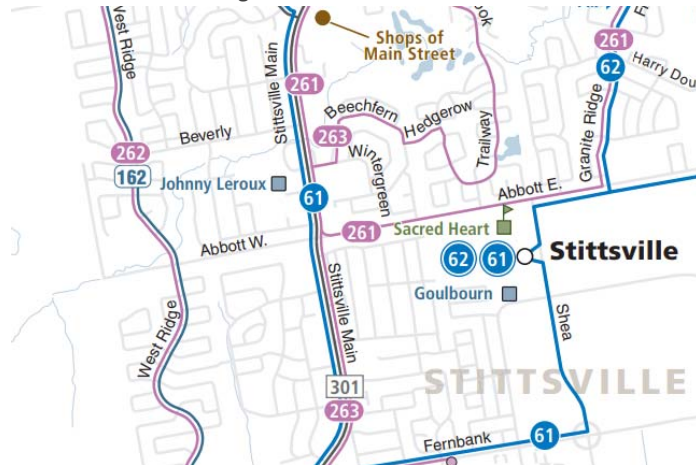 West Ridge
Stittsville Main
Shops of
Main Street
ook
261
62
Harry Dou
261
Beechfern
Hedgerow
263
Beverly
Wintergreen
Trailway
Granite Ridge
262
162
Johnny Leroux
61
Abbott E.
261
Sacred Heart
Abbott W.
62
61
Stittsville
Goulbourn
Stittsville Main
Shea
West Ridge
301
STITTSVILLE
263
Fernbank
61